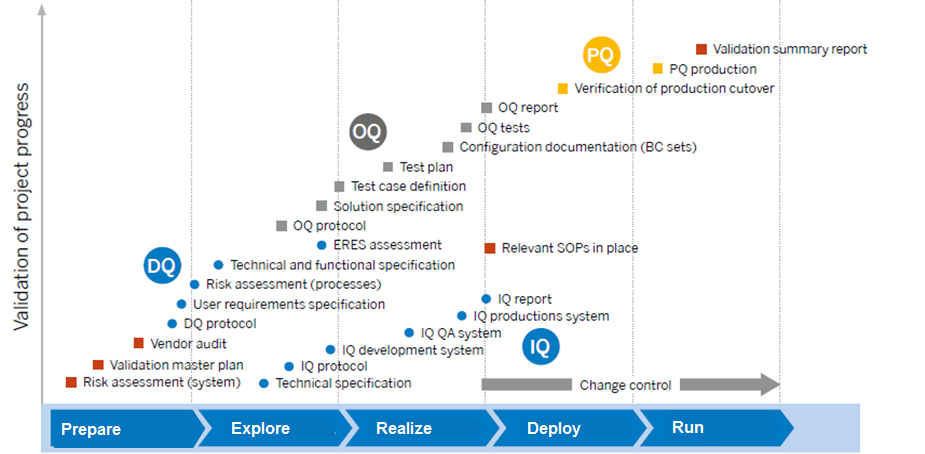 Validation of project progress
Validation summary report
PQ
PQ production
Verification of production cutover
OQ report
OQ
OQ tests
Configuration documentation (BC sets)
Test plan
Test case definition
Solution specification
OQ protocol
ERES assessment
Relevant SOPs in place
DQ
Technical and functional specification
Risk assessment (processes)
User requirements specification
IQ report
IQ productions system
DQ protocol
IQ QA system
Vendor audit
IQ development system
IQ
Validation master plan
IQ protocol
Risk assessment (system)
Technical specification
Change control
Prepare
Explore
Realize
Deploy
Run